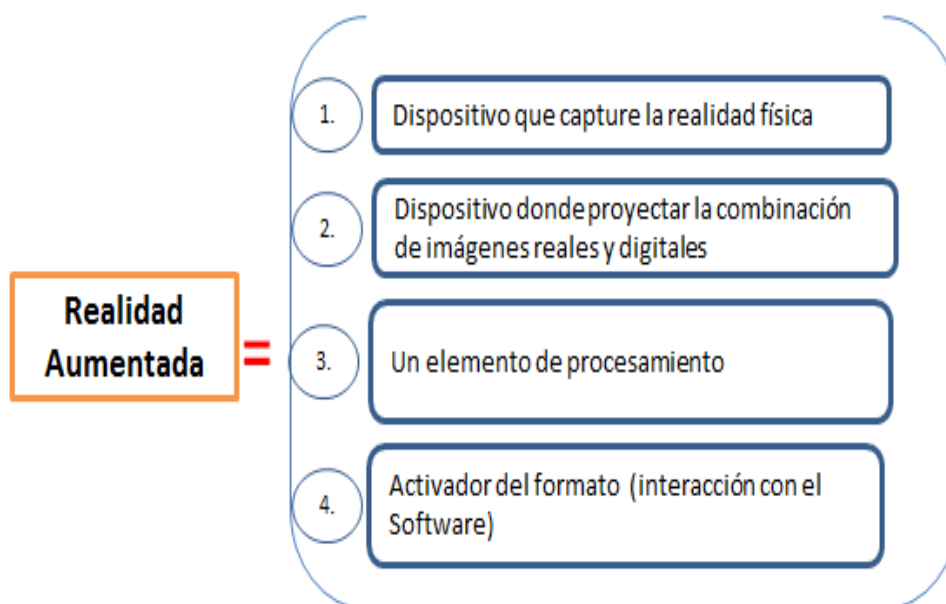 1.
Dispositivo que capture la realidad física
2.
Dispositivo donde proyectar la combinación
de imágenes reales y digitales
Realidad
Aumentada
=
3.
Un elemento de procesamiento
4.
Activador del formato (interacción con el
Software)